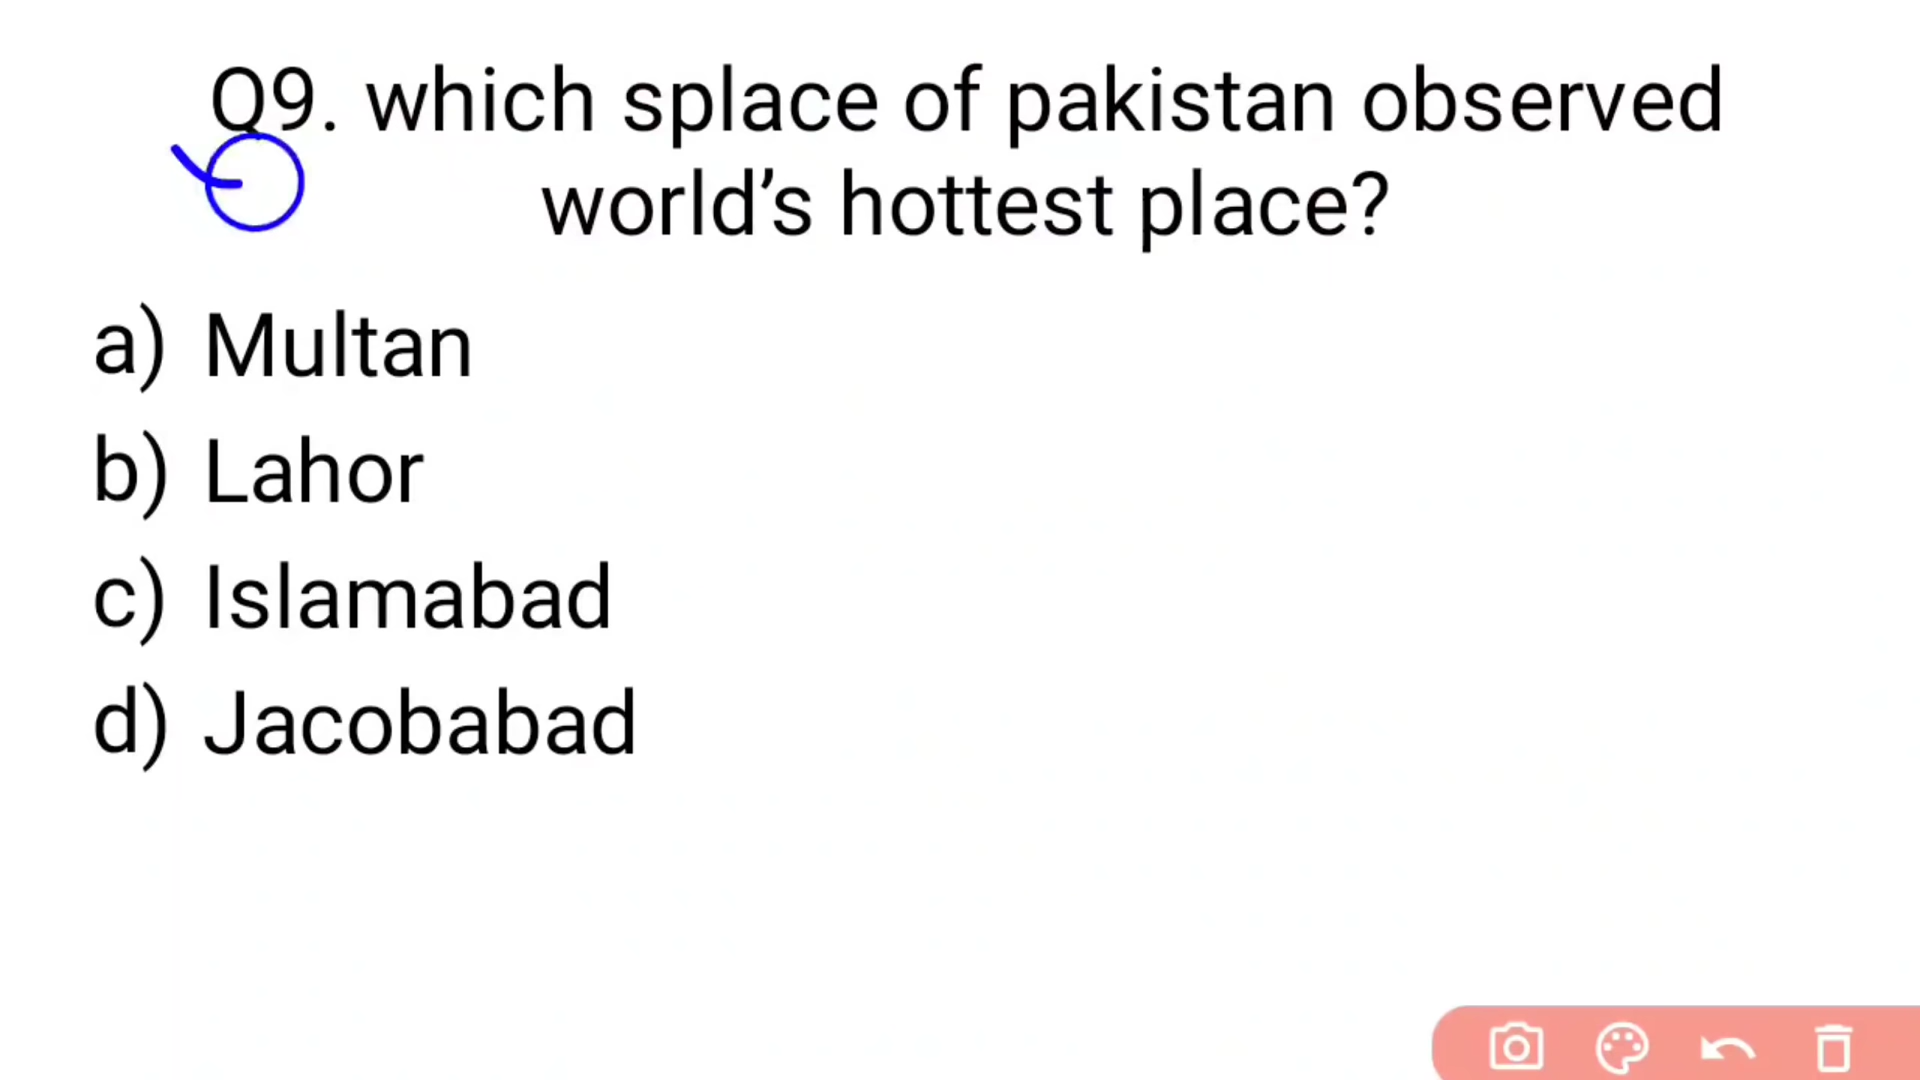 Q9. which splace of pakistan observed
world’s hottest place?
a) Multan
b) Lahor
c) Islamabad
d) Jacobabad